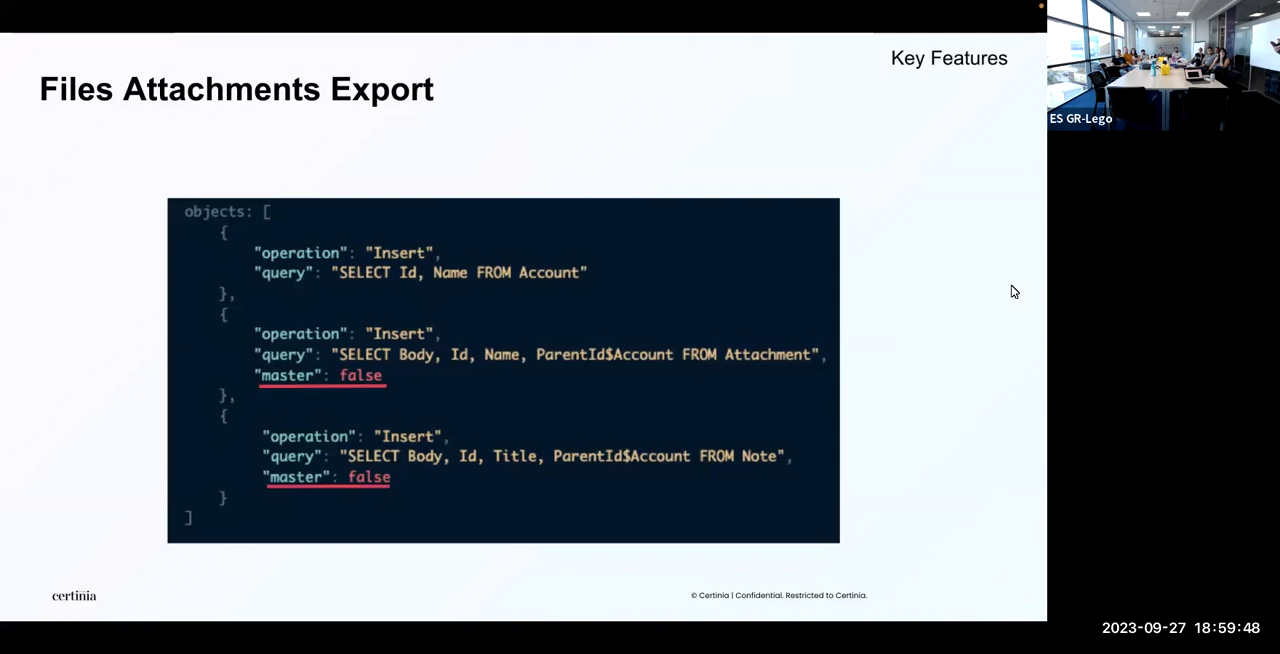 Key Features
Files Attachments Export
objects: [
{
"operation": "Insert",
"query": "SELECT Id, Name FROM Account"
},
{
"operation": "Insert",
"query": "SELECT Body, Id, Name, ParentId$Account FROM Attachment",
"master": false
},
{
"operation": "Insert",
"query": "SELECT Body, Id, Title, ParentId$Account FROM Note",
"master": false
}
]
certinia
© Certinia | Confidential. Restricted to Certinia.
ES GR-Lego
2023-09-27 18:59:48